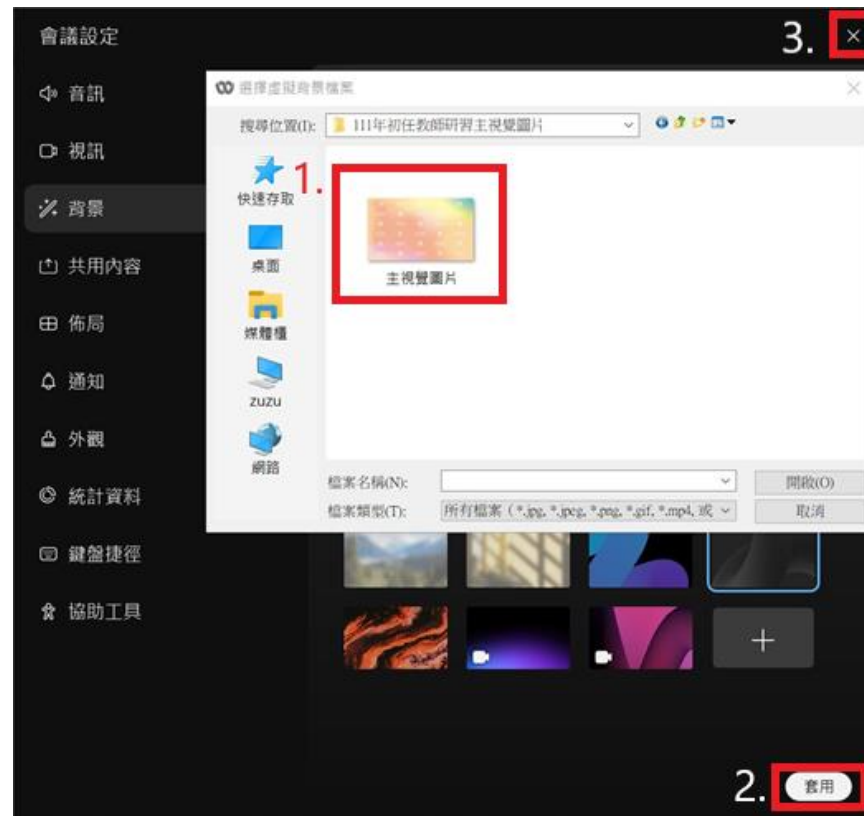 會議設定
3.
音訊
視訊
背景
共用內容
佈局
通知
外觀
統計資料
鍵盤捷徑
協助工具
選擇虛擬背景檔案
搜尋位置(I):
111年初任教師研習主視覺圖片
1.
快速存取
桌面
媒體櫃
zuzu
網路
主視覺圖片
檔案名稱(N):
開啟(O)
檔案類型(T):
所有檔案 (*.jpg, *.jpeg, *.png, *.gif, *.mp4, 或
取消
2.
套用